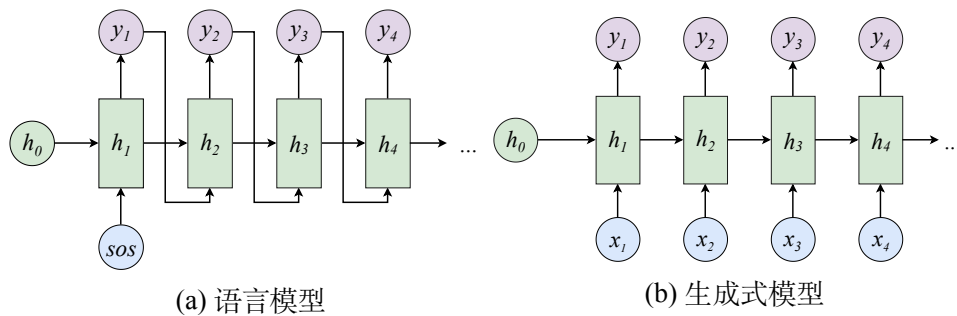 y1 y2 y3 y4
h0 h1 h2 h3 h4 ...
sos
(a) 语言模型
y1 y2 y3 y4
h0 h1 h2 h3 h4 ..
x1 x2 x3 x4
(b) 生成式模型